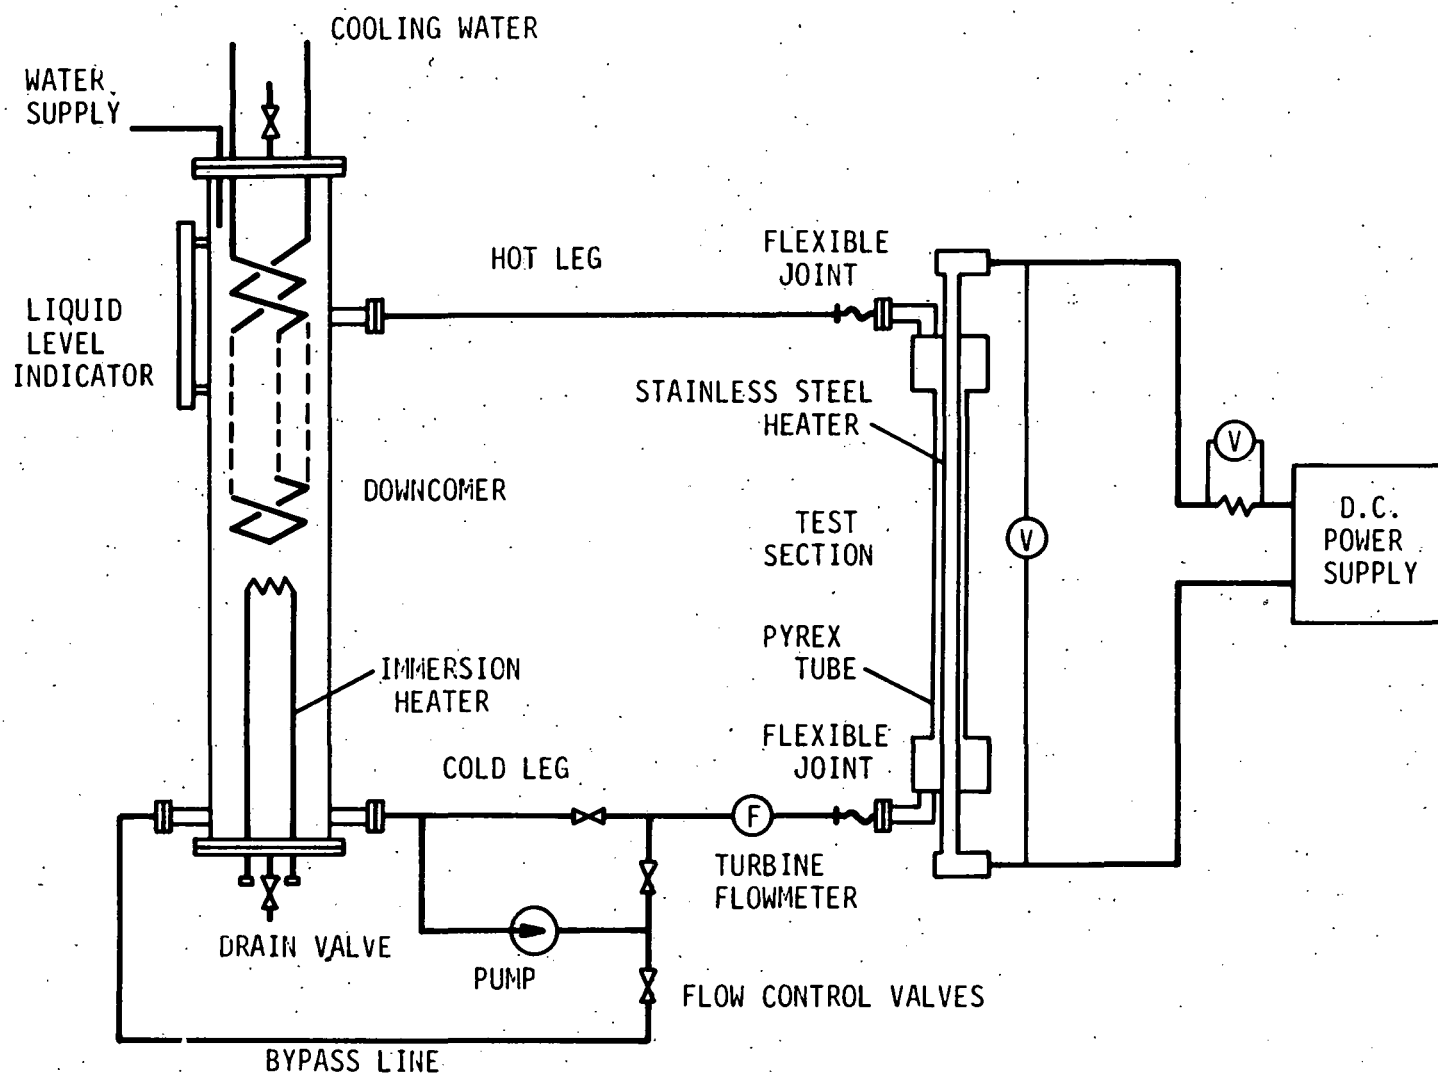 COOLING WATER
WATER
SUPPLY
HOT LEG
FLEXIBLE
JOINT
LIQUID
LEVEL
INDICATOR
STAINLESS STEEL
HEATER
V
DOWNCOMER
D.C.
POWER
SUPPLY
TEST
SECTION
V
PYREX
TUBE
IMMERSION
HEATER
FLEXIBLE
JOINT
COLD LEG
F
TURBINE
FLOWMETER
DRAIN VALVE
PUMP
FLOW CONTROL VALVES
BYPASS LINE